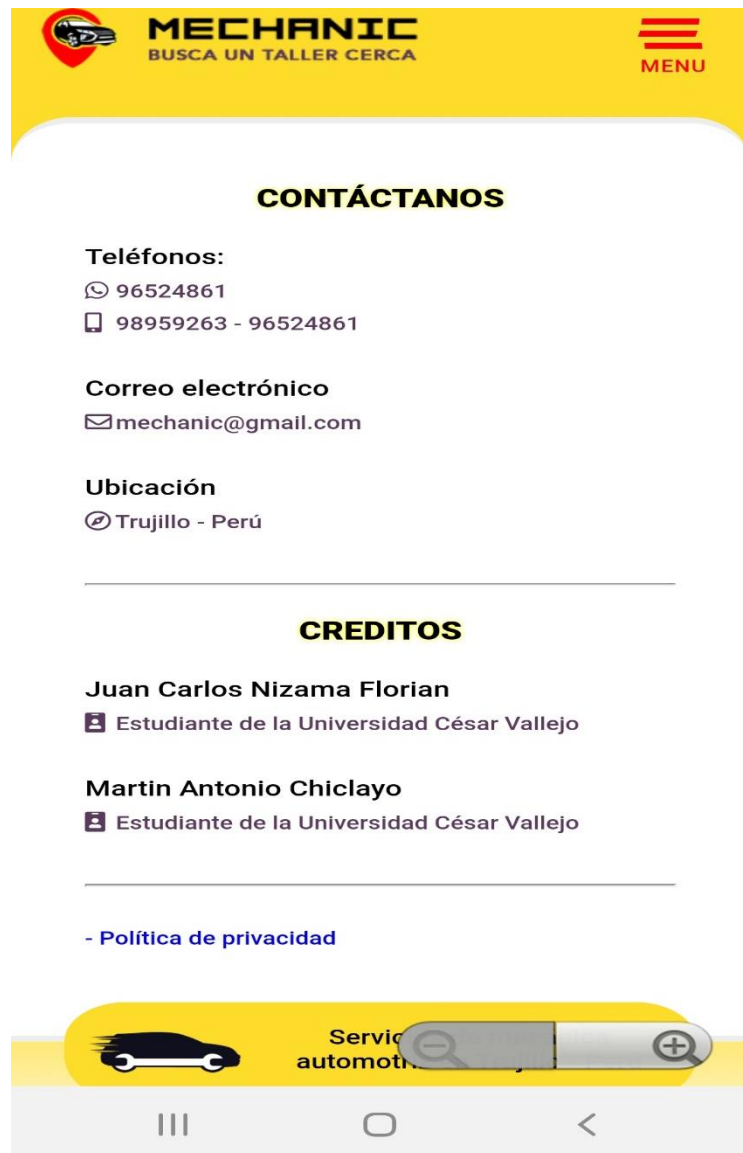 MECHANIC
BUSCA UN TALLER CERCA
MENU
CONTÁCTANOS
Teléfonos:
96524861
98959263 - 96524861
Correo electrónico
mechanic@gmail.com
Ubicación
Trujillo - Perú
CREDITOS
Juan Carlos Nizama Florian
Estudiante de la Universidad César Vallejo
Martin Antonio Chiclayo
Estudiante de la Universidad César Vallejo
- Política de privacidad